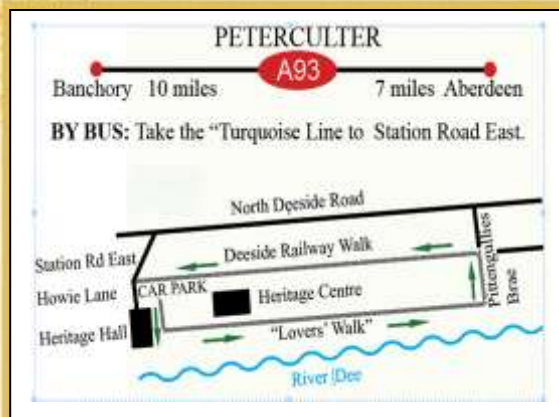 PETERCULTER
A93
Banchory 10 miles 7 miles Aberdeen
BY BUS: Take the “Turquoise Line to Station Road East.
North Deeside Road
Station Rd East
Deeside Railway Walk
Howie Lane
CAR PARK
Heritage Centre
Pittengullies
Brae
Heritage Hall
“Lovers’ Walk”
River Dee